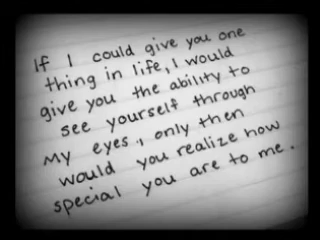 If I could give you one
thing in life, I would
give you the ability to
see yourself through
my eyes, only then
would you realize how
special you are to me.